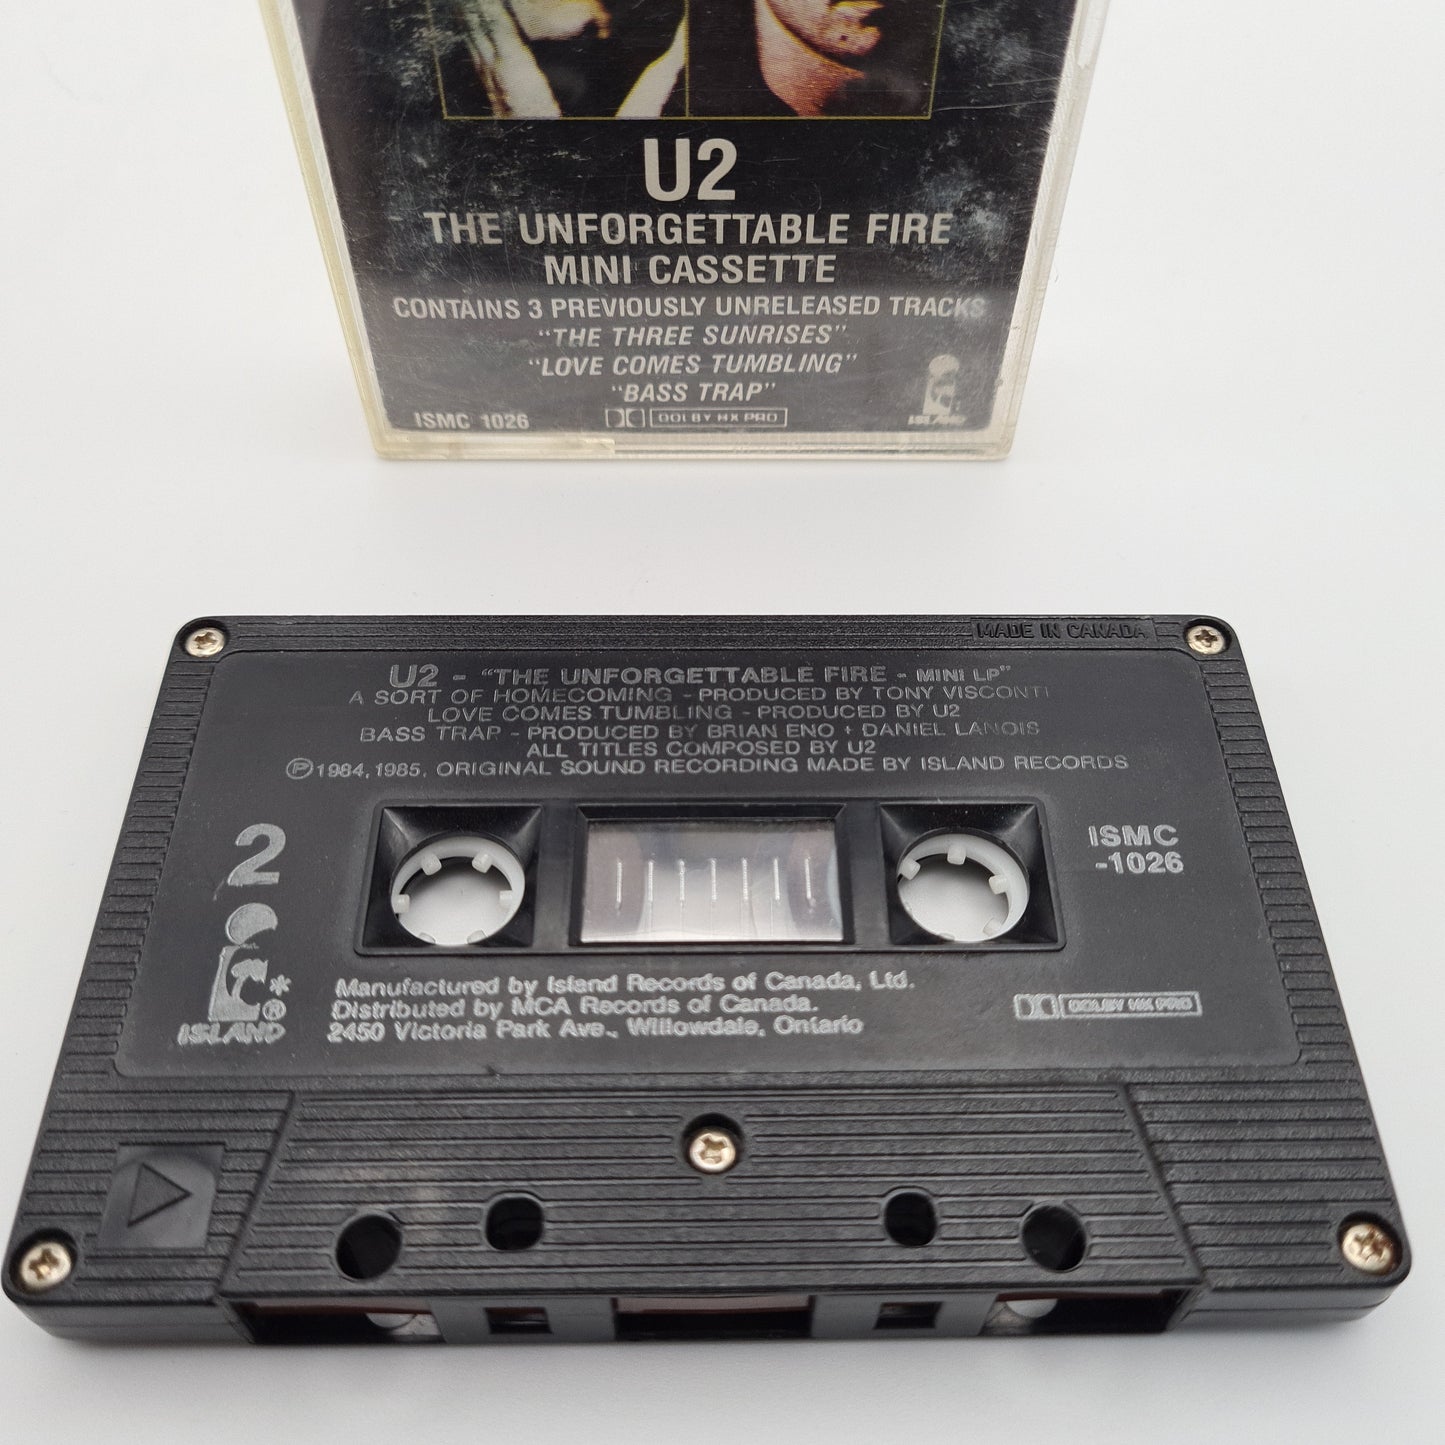 U2
THE UNFORGETTABLE FIRE
MINI CASSETTE
CONTAINS 3 PREVIOUSLY UNRELEASED TRACKS
"THE THREE SUNRISES"
"LOVE COMES TUMBLING"
"BASS TRAP"
ISMC 1026
DOLBY HX PRO
ISLAND
MADE IN CANADA
U2 - "THE UNFORGETTABLE FIRE - MINI LP"
A SORT OF HOMECOMING - PRODUCED BY TONY VISCONTI
LOVE COMES TUMBLING - PRODUCED BY U2
BASS TRAP - PRODUCED BY BRIAN ENO + DANIEL LANOIS
ALL TITLES COMPOSED BY U2
Ⓟ1984, 1985. ORIGINAL SOUND RECORDING MADE BY ISLAND RECORDS
2
ISMC
-1026
*
®
ISLAND
Manufactured by Island Records of Canada, Ltd.
Distributed by MCA Records of Canada.
2450 Victoria Park Ave., Willowdale, Ontario
DOLBY HX PRO